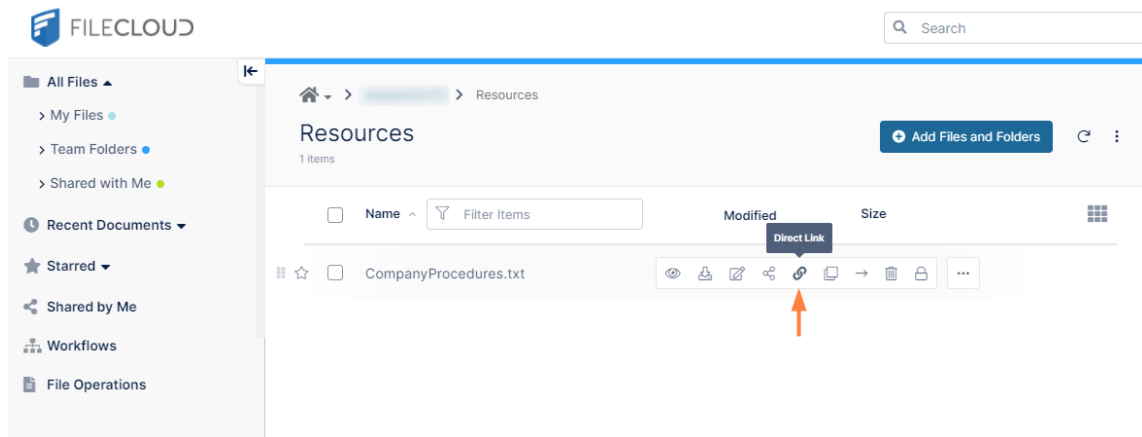 FILECLOUD
Search
All Files
My Files
Team Folders
Shared with Me
Recent Documents
Starred
Shared by Me
Workflows
File Operations
Resources
Resources
1 items
Add Files and Folders
Name
Filter Items
Modified
Size
Direct Link
CompanyProcedures.txt